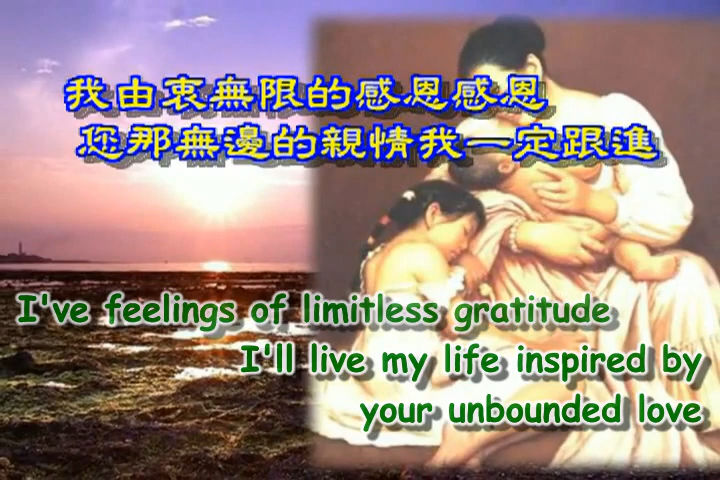 我由衷無限的感恩感恩
您那無邊的親情我一定跟進
I've feelings of limitless gratitude
I'll live my life inspired by
your unbounded love